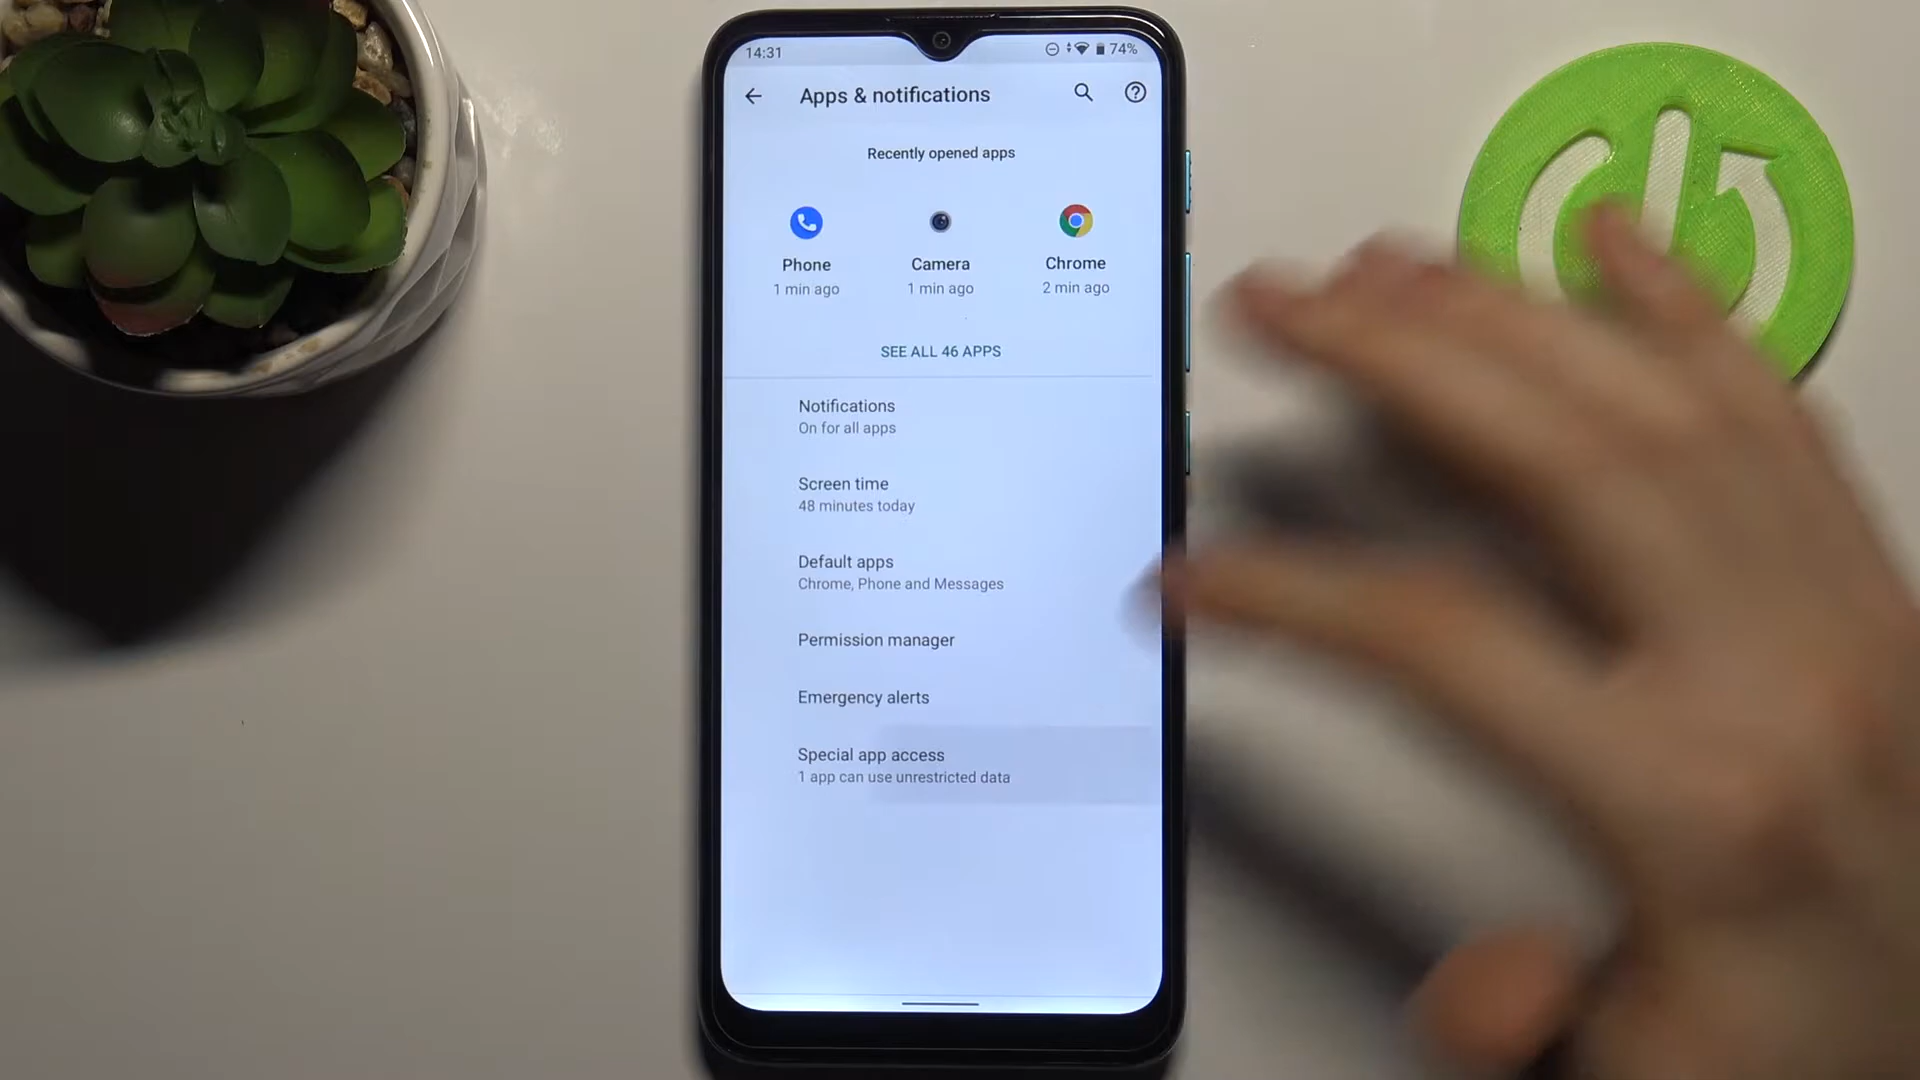 14:31
74%
Apps & notifications
Recently opened apps
Phone
Camera
Chrome
1 min ago
1 min ago
2 min ago
SEE ALL 46 APPS
Notifications
On for all apps
Screen time
48 minutes today
Default apps
Chrome, Phone and Messages
Permission manager
Emergency alerts
Special app access
1 app can use unrestricted data